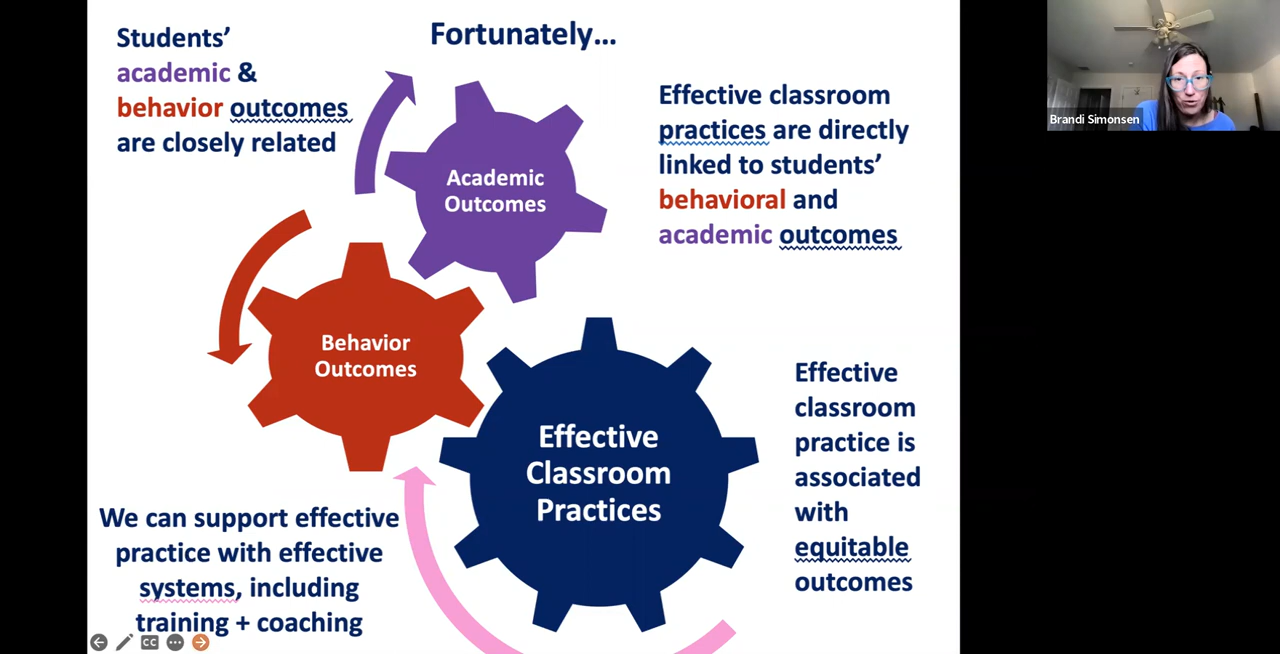 Fortunately…
Students’
academic &
behavior outcomes
are closely related
Effective classroom
practices are directly
linked to students’
behavioral and
academic outcomes
Academic
Outcomes
Behavior
Outcomes
Effective
Classroom
Practices
Effective
classroom
practice is
associated
with
equitable
outcomes
We can support effective
practice with effective
systems, including
training + coaching
CC
Brandi Simonsen